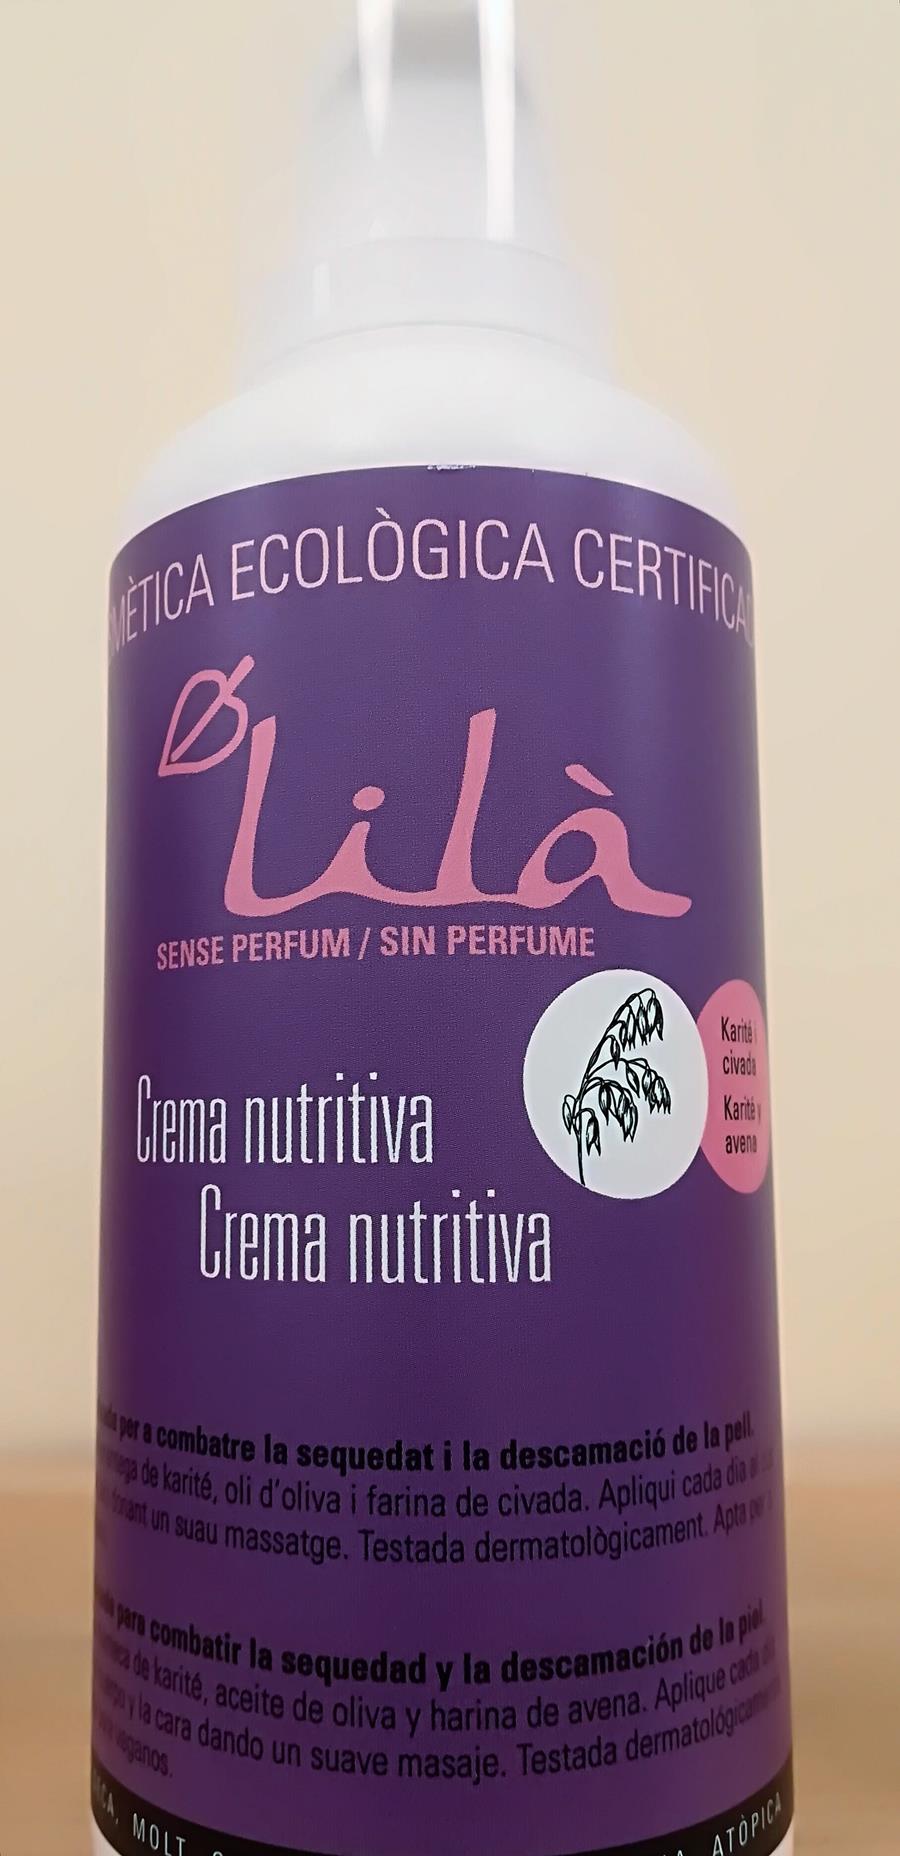 ECOLÒGICA
lilà
SENSE PERFUM / SIN PERFUME
Karité i
civada
Karité y
avena
Crema nutritiva
Crema nutritiva
per a combatre la sequedat i la descamació de la pell.
de karité, oli d'oliva i farina de civada. Apliqui cada dia
un suau massatge. Testada dermatològicament. Apta per
para combatir la sequedad y la descamación de la piel.
de karité, aceite de oliva y harina de avena. Aplique cada
y la cara dando un suave masaje. Testada
veganos.
MOLT
ATÒPICA